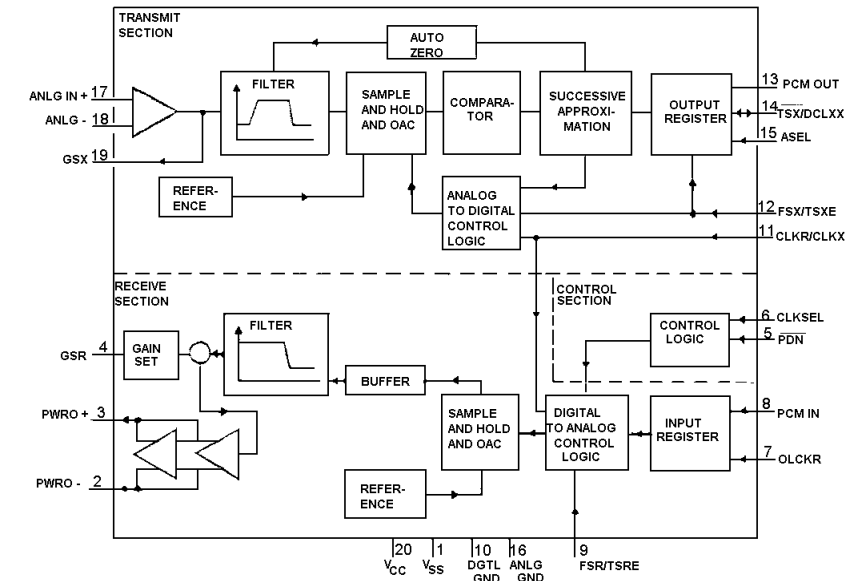 TRANSMIT
SECTION
AUTO
ZERO
ANLG IN + 17
ANLG - 18
GSX 19
FILTER
SAMPLE
AND HOLD
AND OAC
COMPARA-
TOR
SUCCESSIVE
APPROXI-
MATION
OUTPUT
REGISTER
13 PCM OUT
14 TSX/DCLXX
15 ASEL
REFER-
ENCE
ANALOG
TO DIGITAL
CONTROL
LOGIC
12 FSX/TSXE
11 CLKR/CLKX
RECEIVE
SECTION
CONTROL
SECTION
GSR 4
GAIN
SET
FILTER
BUFFER
CONTROL
LOGIC
6 CLKSEL
5 PDN
PWRO + 3
PWRO - 2
SAMPLE
AND HOLD
AND OAC
DIGITAL
TO ANALOG
CONTROL
LOGIC
INPUT
REGISTER
8 PCM IN
7 OLCKR
REFER-
ENCE
20
VCC
1
VSS
10
DGTL
GND
16
ANLG
GND
9
FSR/TSRE